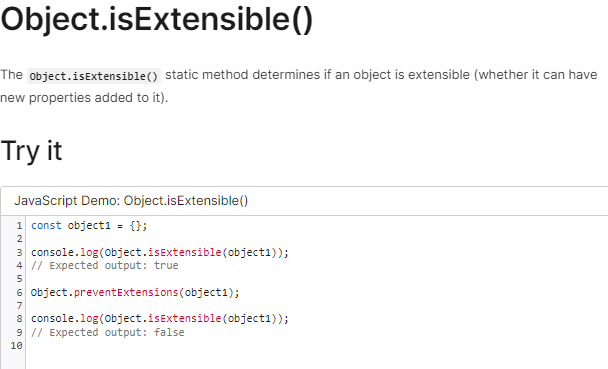 Object.isExtensible()
The Object.isExtensible() static method determines if an object is extensible (whether it can have
new properties added to it).
Try it
JavaScript Demo: Object.isExtensible()
1 const object1 = {};
2
3 console.log(Object.isExtensible(object1));
4 // Expected output: true
5
6 Object.preventExtensions(object1);
7
8 console.log(Object.isExtensible(object1));
9 // Expected output: false
10